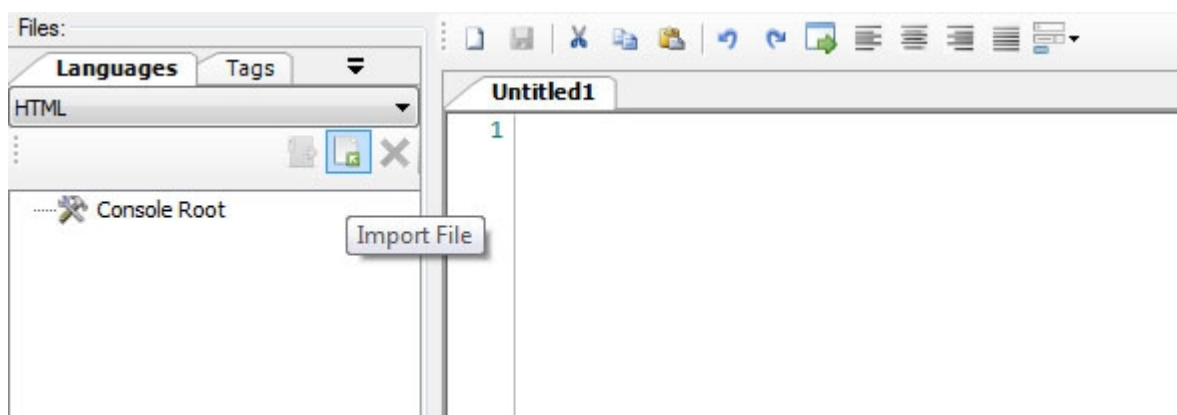 Files:
Languages Tags
HTML
Console Root
Import File
Untitled1
1